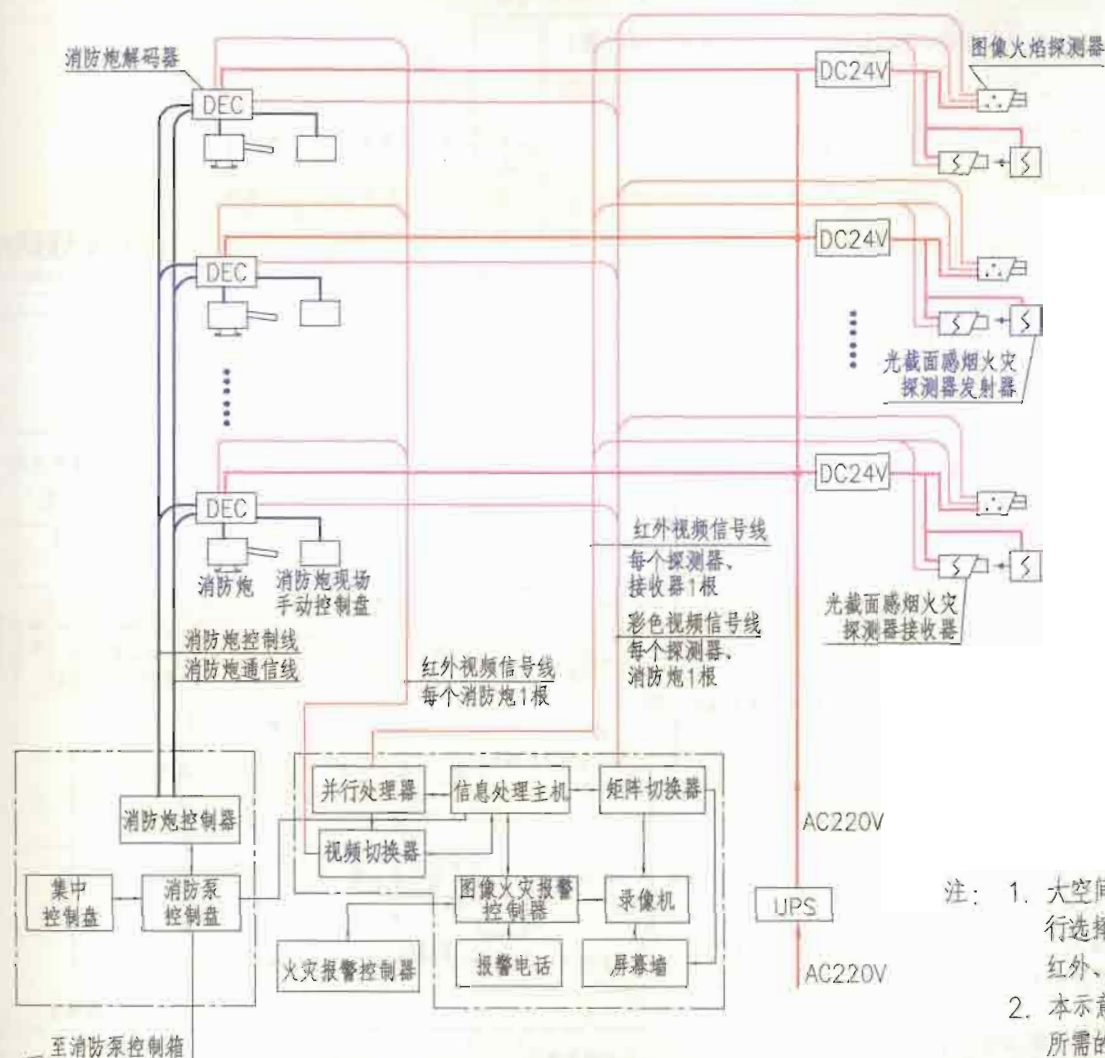 消防炮解码器
DEC
DC24V
图像火焰探测器
DEC
DC24V
光截面感烟火灾
探测器发射器
DEC
DC24V
消防炮
消防炮现场
手动控制盘
红外视频信号线
每个探测器、
接收器1根
光截面感烟火灾
探测器接收器
彩色视频信号线
每个探测器、
消防炮1根
消防炮控制线
消防炮通信线
红外视频信号线
每个消防炮1根
并行处理器
信息处理主机
矩阵切换器
消防炮控制器
视频切换器
AC220V
集中
控制盘
消防泵
控制盘
图像火灾报警
控制器
录像机
UPS
火灾报警控制器
报警电话
屏幕墙
AC220V
至消防泵控制箱
注: 1. 大空间
行选择
红外、
2. 本示意
所需的